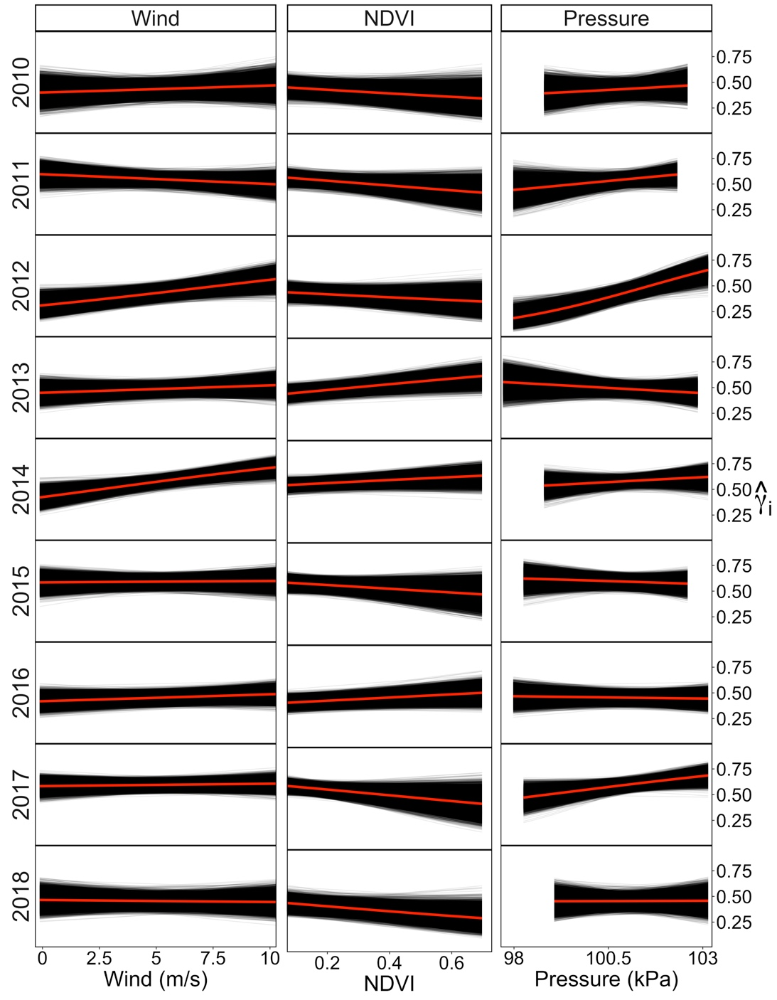 Wind NDVI Pressure
2010 0.75 0.50 0.25
2011 0.75 0.50 0.25
2012 0.75 0.50 0.25
2013 0.75 0.50 0.25
2014 0.75 0.50 0.25 γ̂i
2015 0.75 0.50 0.25
2016 0.75 0.50 0.25
2017 0.75 0.50 0.25
2018 0.75 0.50 0.25
0 2.5 5 7.5 10 0.2 0.4 0.6 98 100.5 103
Wind (m/s) NDVI Pressure (kPa)